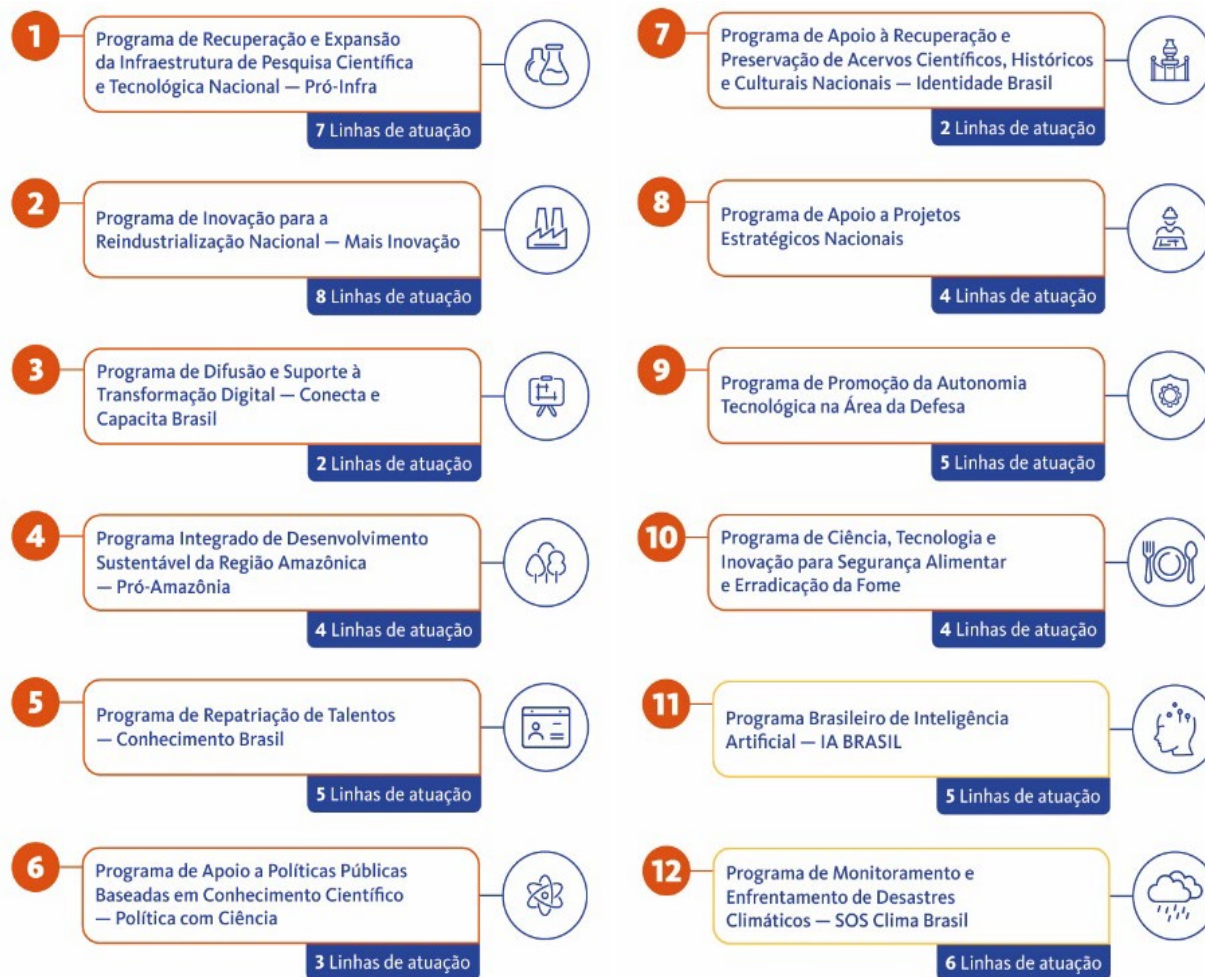 1
Programa de Recuperação e Expansão
da Infraestrutura de Pesquisa Científica
e Tecnológica Nacional — Pró-Infra
7 Linhas de atuação
2
Programa de Inovação para a
Reindustrialização Nacional — Mais Inovação
8 Linhas de atuação
3
Programa de Difusão e Suporte à
Transformação Digital — Conecta e
Capacita Brasil
2 Linhas de atuação
4
Programa Integrado de Desenvolvimento
Sustentável da Região Amazônica
— Pró-Amazônia
4 Linhas de atuação
5
Programa de Repatriação de Talentos
— Conhecimento Brasil
5 Linhas de atuação
6
Programa de Apoio a Políticas Públicas
Baseadas em Conhecimento Científico
— Política com Ciência
3 Linhas de atuação
7
Programa de Apoio à Recuperação e
Preservação de Acervos Científicos, Históricos
e Culturais Nacionais — Identidade Brasil
2 Linhas de atuação
8
Programa de Apoio a Projetos
Estratégicos Nacionais
4 Linhas de atuação
9
Programa de Promoção da Autonomia
Tecnológica na Área da Defesa
5 Linhas de atuação
10
Programa de Ciência, Tecnologia e
Inovação para Segurança Alimentar
e Erradicação da Fome
4 Linhas de atuação
11
Programa Brasileiro de Inteligência
Artificial — IA BRASIL
5 Linhas de atuação
12
Programa de Monitoramento e
Enfrentamento de Desastres
Climáticos — SOS Clima Brasil
6 Linhas de atuação